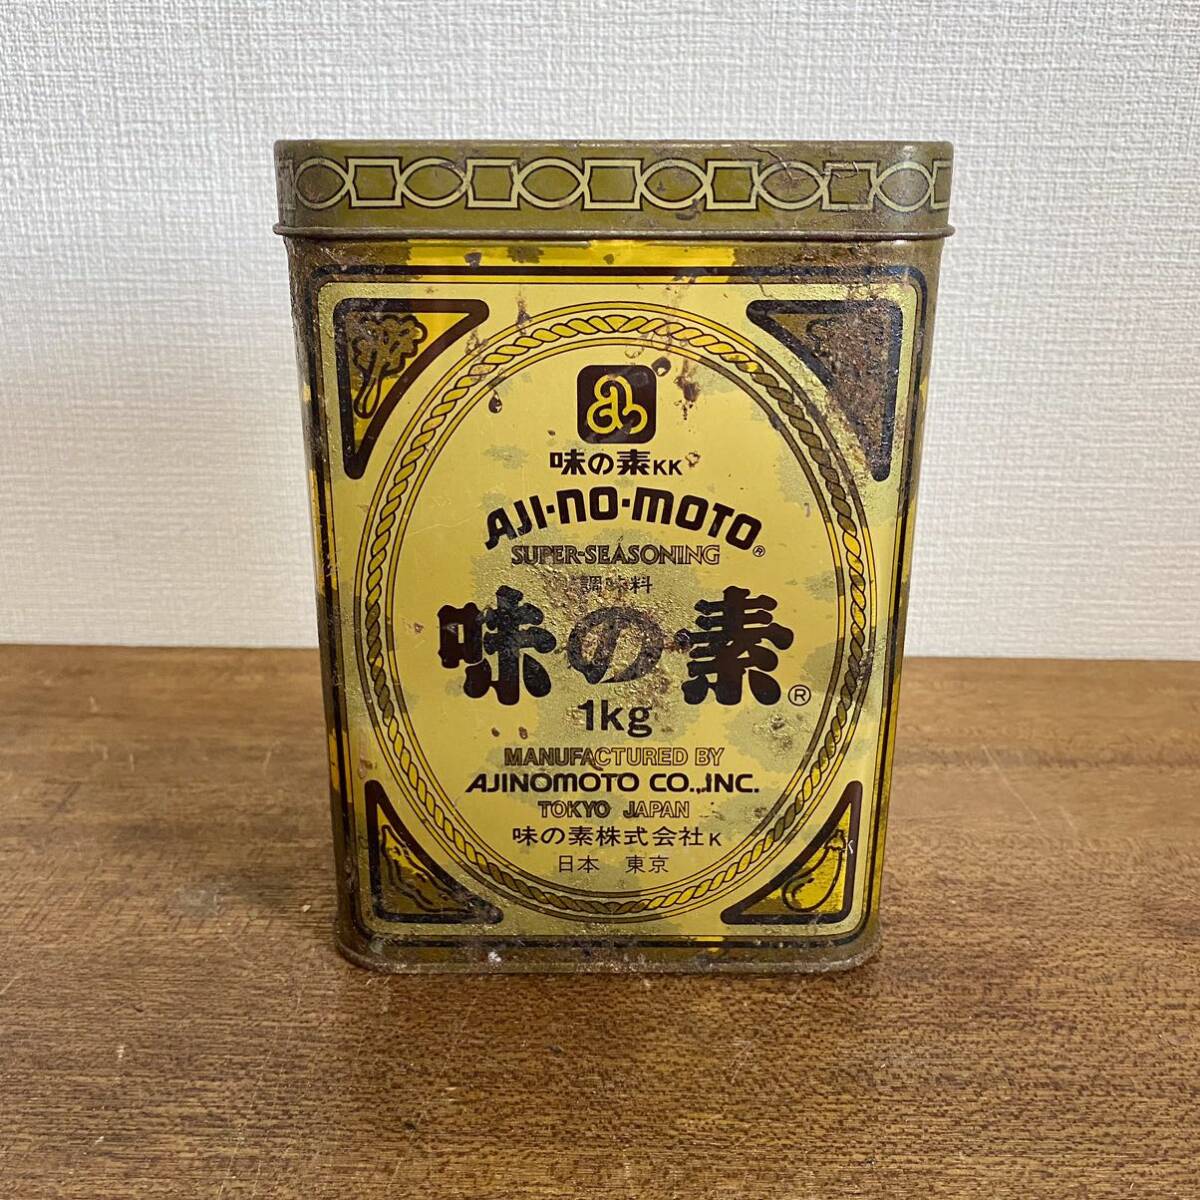 味の素KK
AJI-NO-MOTO®
SUPER-SEASONING
調味料
味の素®
1kg
MANUFACTURED BY
AJINOMOTO CO.,INC.
TOKYO JAPAN
味の素株式会社K
日本 東京